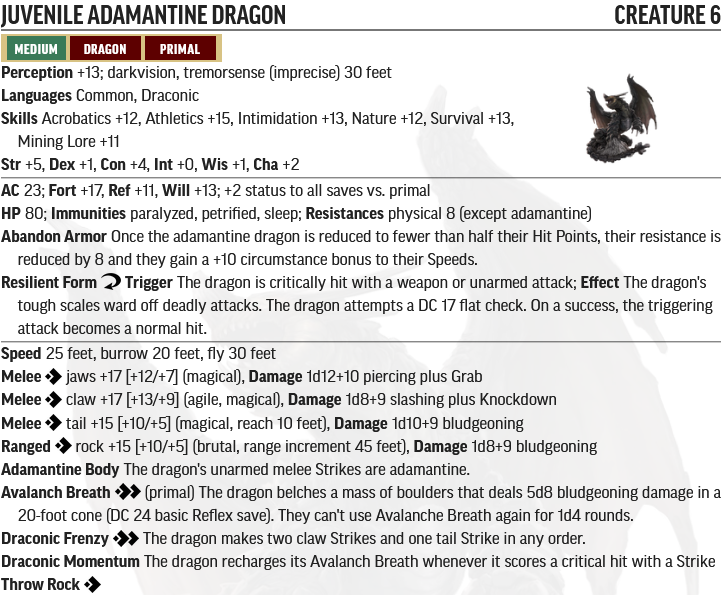 JUVENILE ADAMANTINE DRAGON CREATURE 6
MEDIUM DRAGON PRIMAL
Perception +13; darkvision, tremorsense (imprecise) 30 feet
Languages Common, Draconic
Skills Acrobatics +12, Athletics +15, Intimidation +13, Nature +12, Survival +13,
Mining Lore +11
Str +5, Dex +1, Con +4, Int +0, Wis +1, Cha +2
AC 23; Fort +17, Ref +11, Will +13; +2 status to all saves vs. primal
HP 80; Immunities paralyzed, petrified, sleep; Resistances physical 8 (except adamantine)
Abandon Armor Once the adamantine dragon is reduced to fewer than half their Hit Points, their resistance is
reduced by 8 and they gain a +10 circumstance bonus to their Speeds.
Resilient Form Trigger The dragon is critically hit with a weapon or unarmed attack; Effect The dragon's
tough scales ward off deadly attacks. The dragon attempts a DC 17 flat check. On a success, the triggering
attack becomes a normal hit.
Speed 25 feet, burrow 20 feet, fly 30 feet
Melee jaws +17 [+12/+7] (magical), Damage 1d12+10 piercing plus Grab
Melee claw +17 [+13/+9] (agile, magical), Damage 1d8+9 slashing plus Knockdown
Melee tail +15 [+10/+5] (magical, reach 10 feet), Damage 1d10+9 bludgeoning
Ranged rock +15 [+10/+5] (brutal, range increment 45 feet), Damage 1d8+9 bludgeoning
Adamantine Body The dragon's unarmed melee Strikes are adamantine.
Avalanch Breath (primal) The dragon belches a mass of boulders that deals 5d8 bludgeoning damage in a
20-foot cone (DC 24 basic Reflex save). They can't use Avalanche Breath again for 1d4 rounds.
Draconic Frenzy The dragon makes two claw Strikes and one tail Strike in any order.
Draconic Momentum The dragon recharges its Avalanch Breath whenever it scores a critical hit with a Strike
Throw Rock